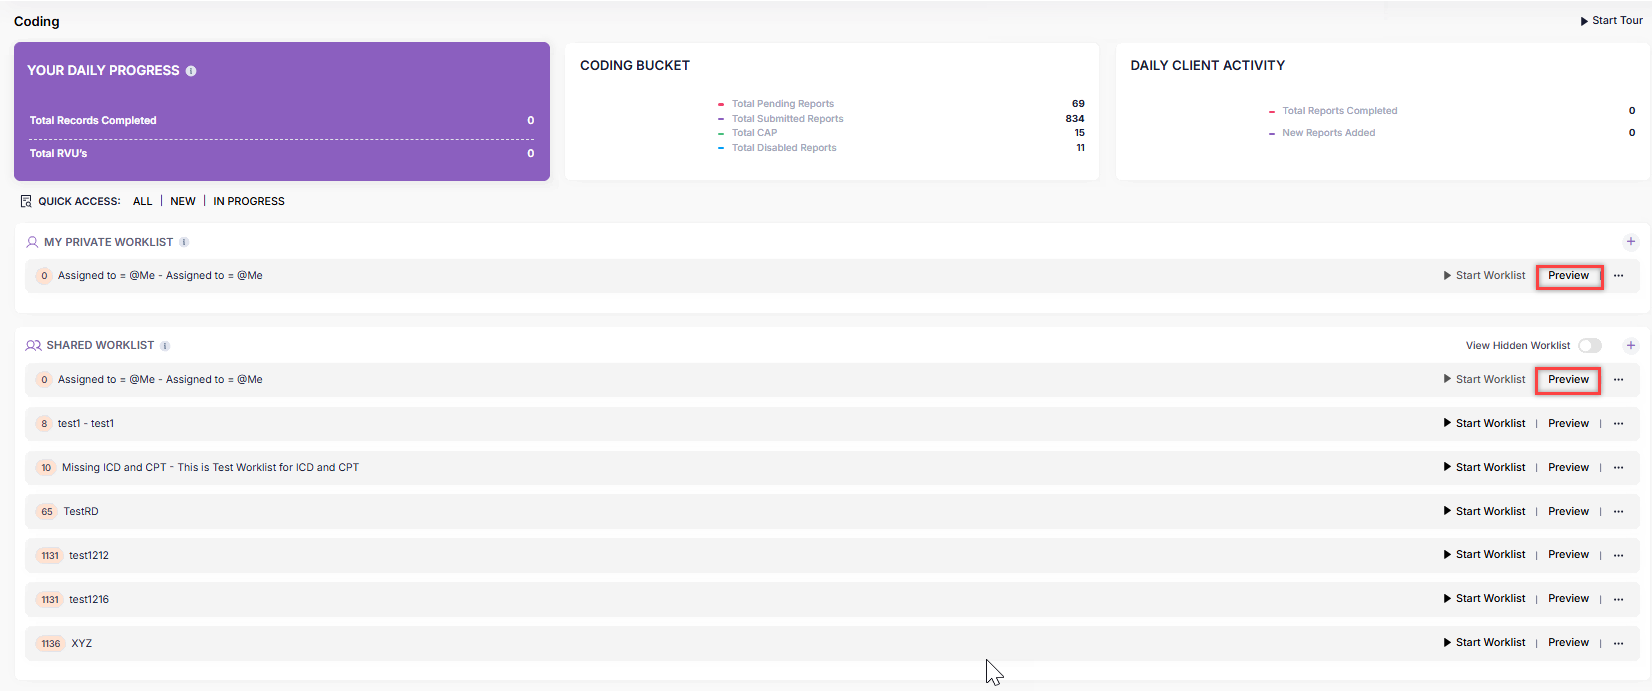 Coding
Start Tour
YOUR DAILY PROGRESS
Total Records Completed 0
Total RVU's 0
CODING BUCKET
Total Pending Reports 69
Total Submitted Reports 834
Total CAP 15
Total Disabled Reports 11
DAILY CLIENT ACTIVITY
Total Reports Completed 0
New Reports Added 0
QUICK ACCESS: ALL | NEW | IN PROGRESS
MY PRIVATE WORKLIST
0 Assigned to = @Me - Assigned to = @Me Start Worklist Preview ...
SHARED WORKLIST View Hidden Worklist +
0 Assigned to = @Me - Assigned to = @Me Start Worklist Preview ...
8 test1 - test1 Start Worklist | Preview | ...
10 Missing ICD and CPT - This is Test Worklist for ICD and CPT Start Worklist | Preview | ...
65 TestRD Start Worklist | Preview | ...
1131 test1212 Start Worklist | Preview | ...
1131 test1216 Start Worklist | Preview | ...
1136 XYZ Start Worklist | Preview | ...